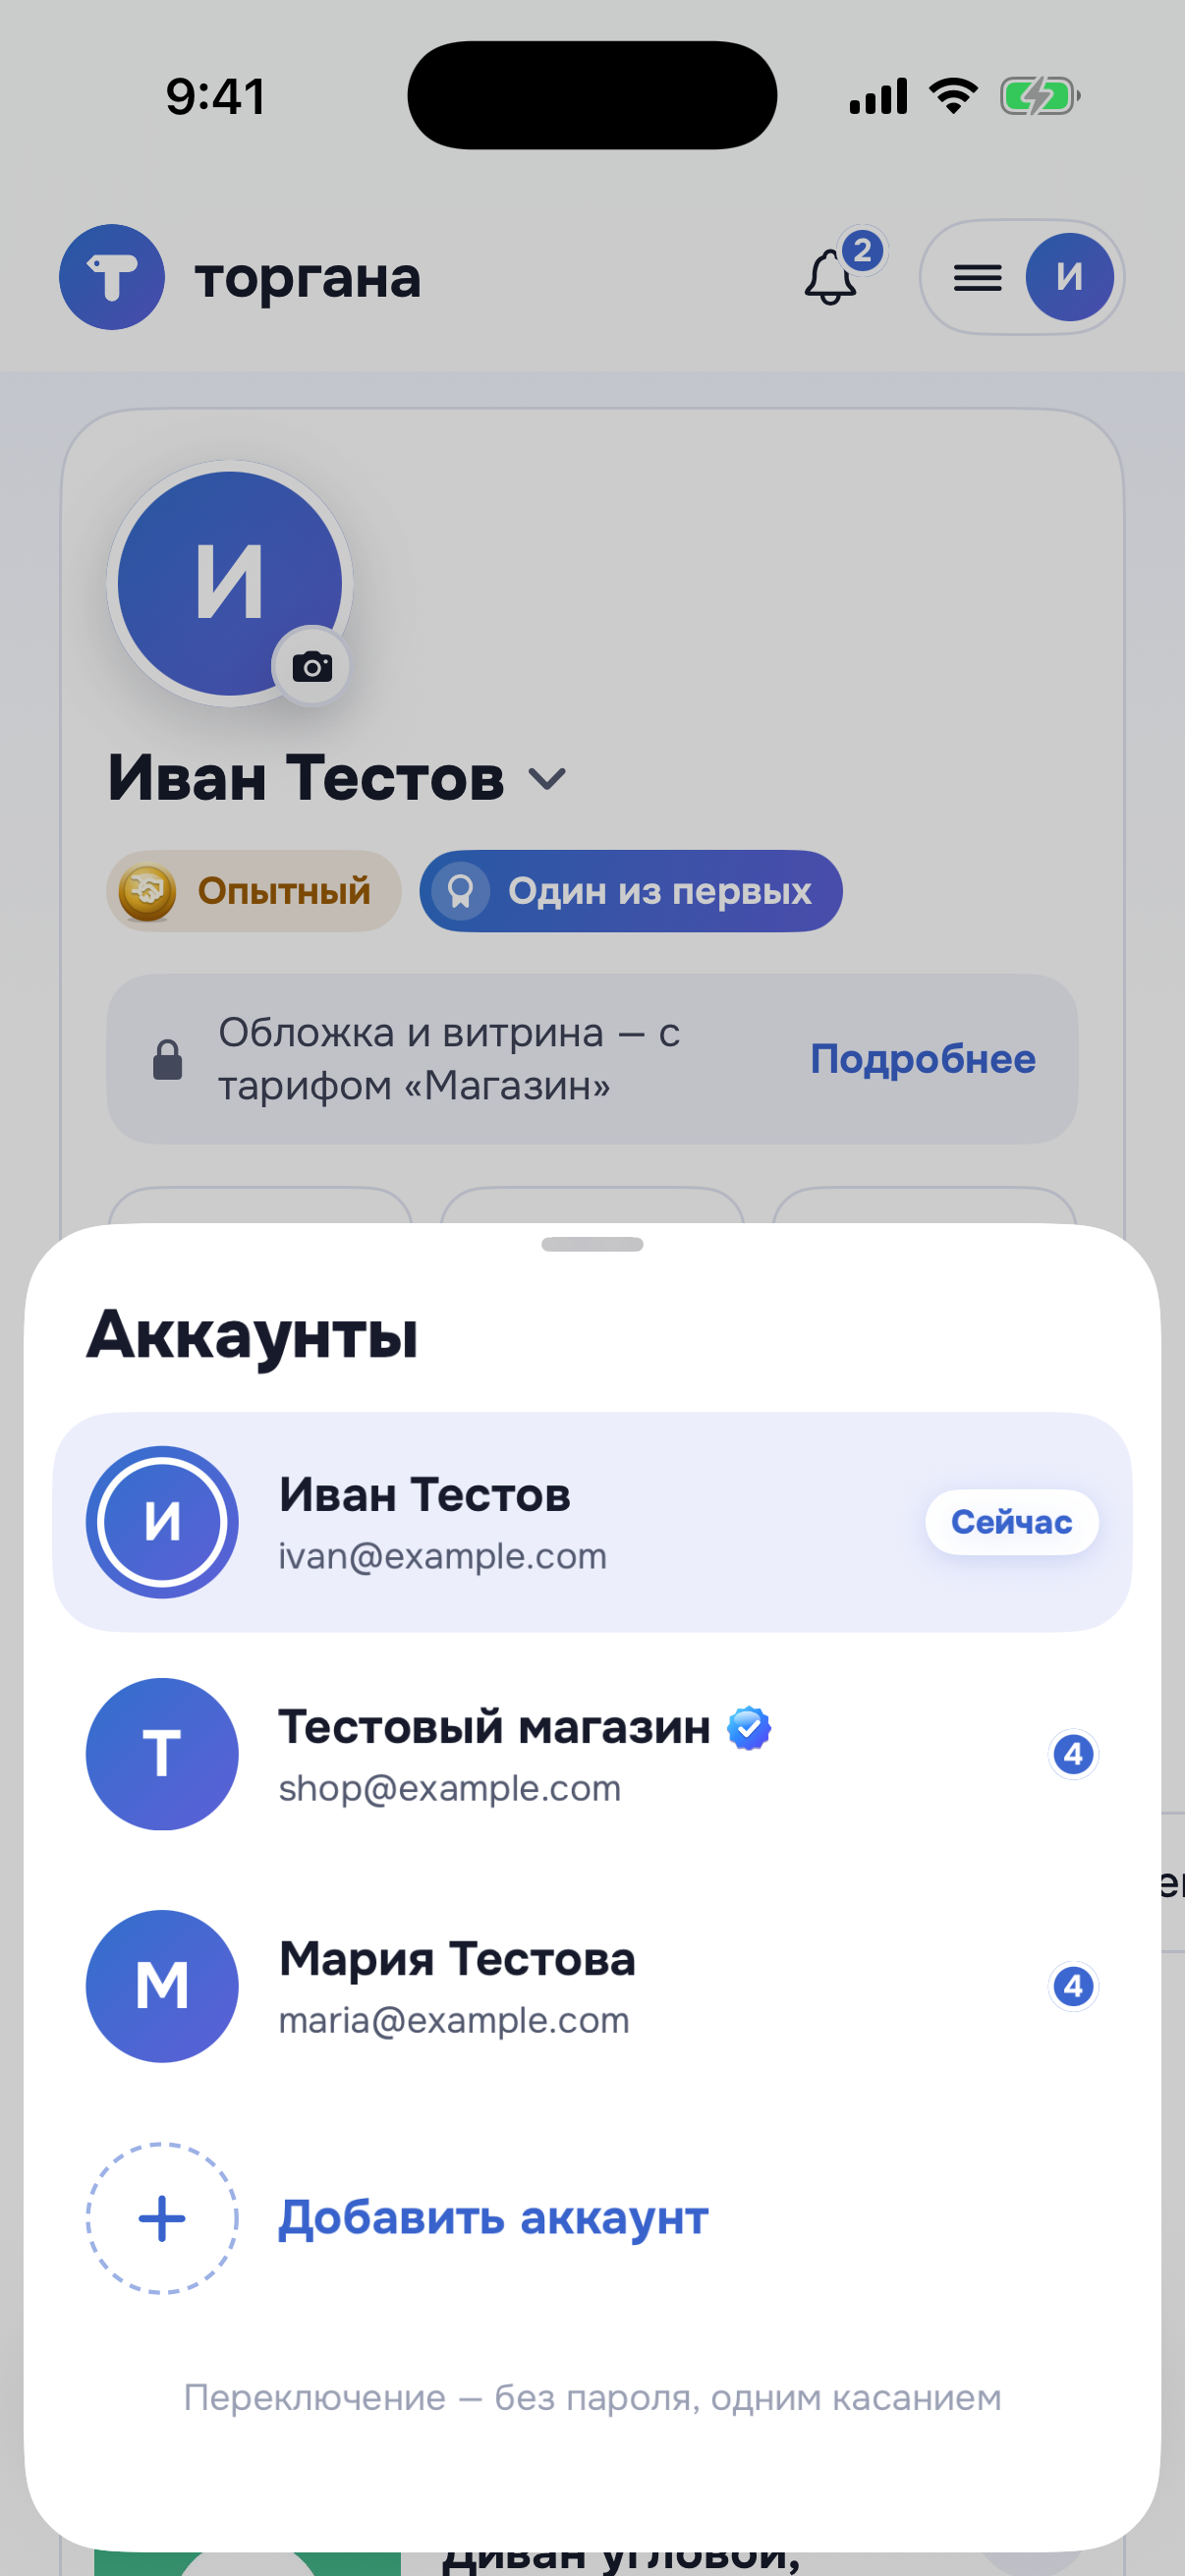 9:41
торгана
2
И
И
Иван Тестов
Опытный
Один из первых
Обложка и витрина — с
тарифом «Магазин»
Подробнее
Аккаунты
И
Иван Тестов
ivan@example.com
Сейчас
Т
Тестовый магазин
shop@example.com
4
М
Мария Тестова
maria@example.com
4
Добавить аккаунт
Переключение — без пароля, одним касанием
Диван угловой,